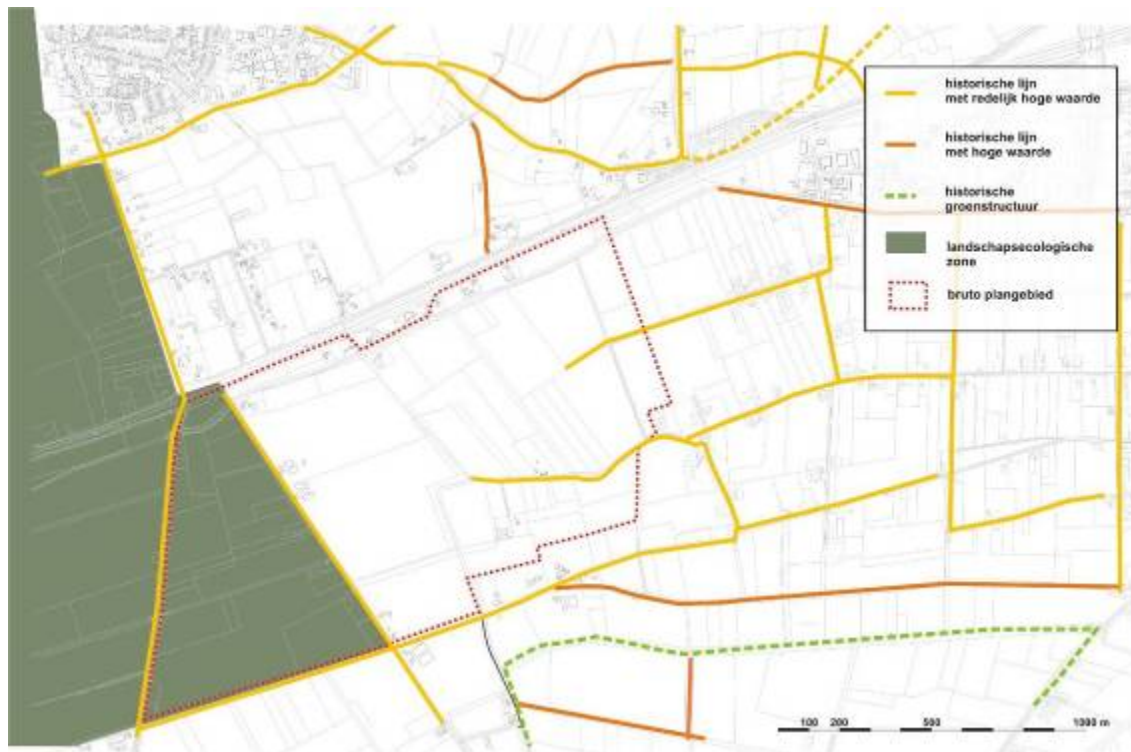 historische lijn
met redelijk hoge waarde
historische lijn
met hoge waarde
historische
groenstructuur
landschapsecologische
zone
bruto plangebied
100 200 500 1000 m